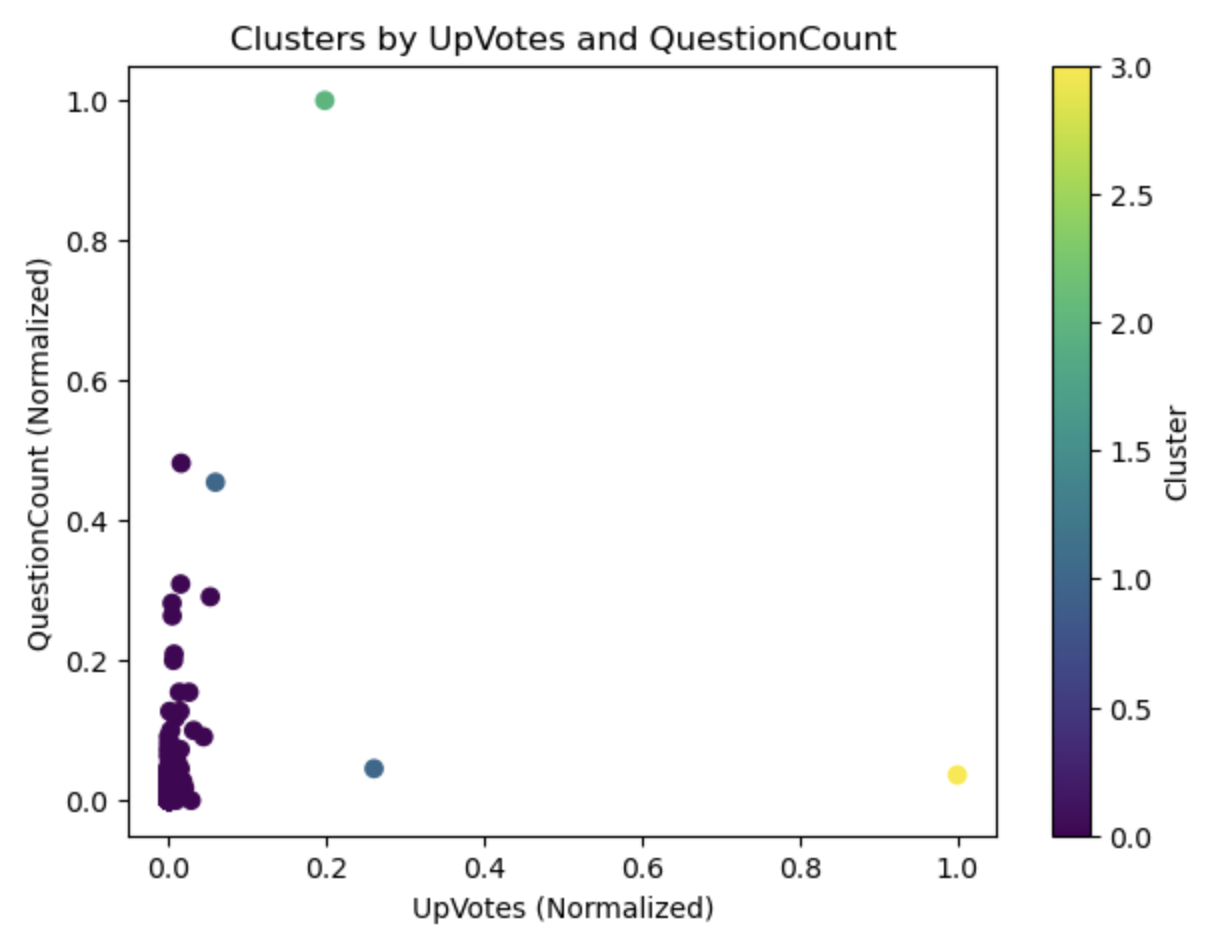 Clusters by UpVotes and QuestionCount
QuestionCount (Normalized)
1.0
0.8
0.6
0.4
0.2
0.0
0.0 0.2 0.4 0.6 0.8 1.0
UpVotes (Normalized)
3.0
2.5
2.0
1.5
1.0
0.5
0.0
Cluster